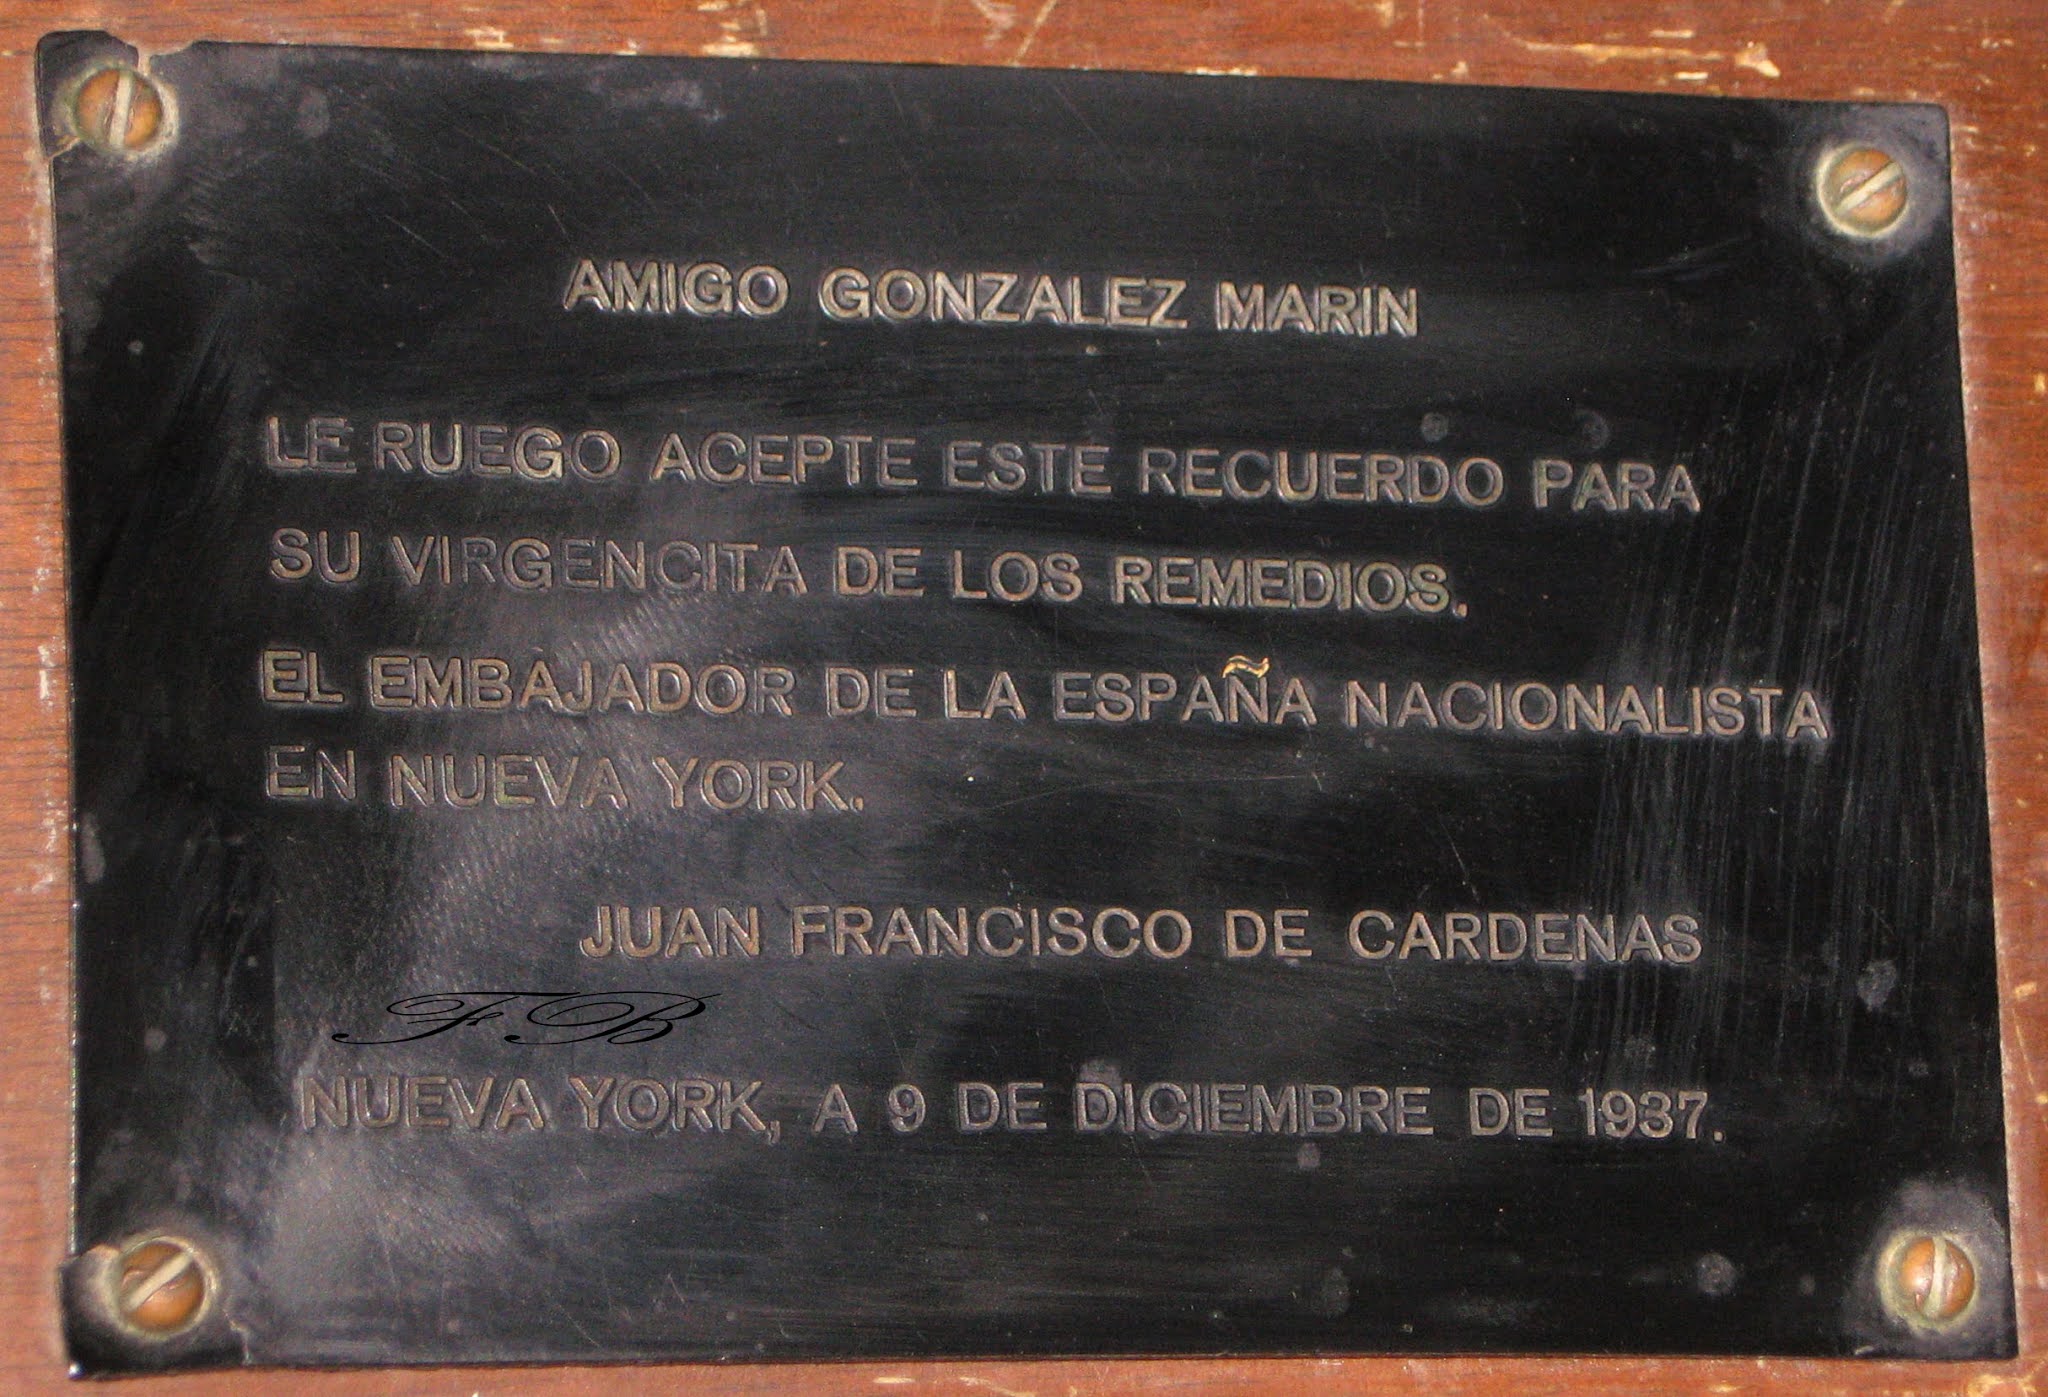 AMIGO GONZALEZ MARIN
LE RUEGO ACEPTE ESTE RECUERDO PARA
SU VIRGENCITA DE LOS REMEDIOS.
EL EMBAJADOR DE LA ESPAÑA NACIONALISTA
EN NUEVA YORK.
JUAN FRANCISCO DE CARDENAS
F.B
NUEVA YORK, A 9 DE DICIEMBRE DE 1937.